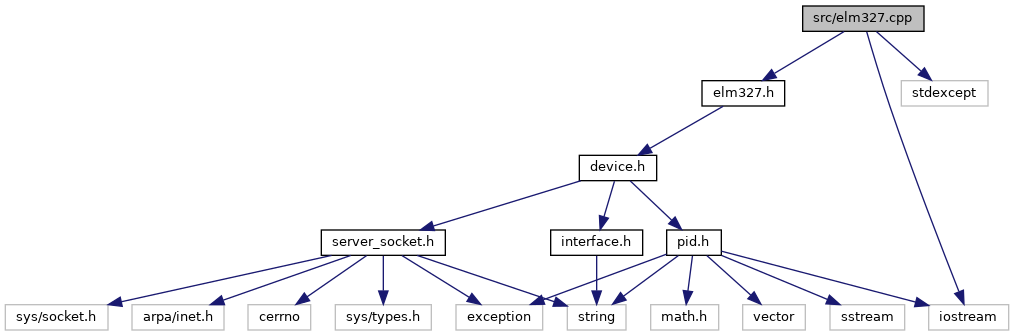 src/elm327.cpp
elm327.h
stdexcept
device.h
server_socket.h
interface.h
pid.h
sys/socket.h
arpa/inet.h
cerrno
sys/types.h
exception
string
math.h
vector
sstream
iostream